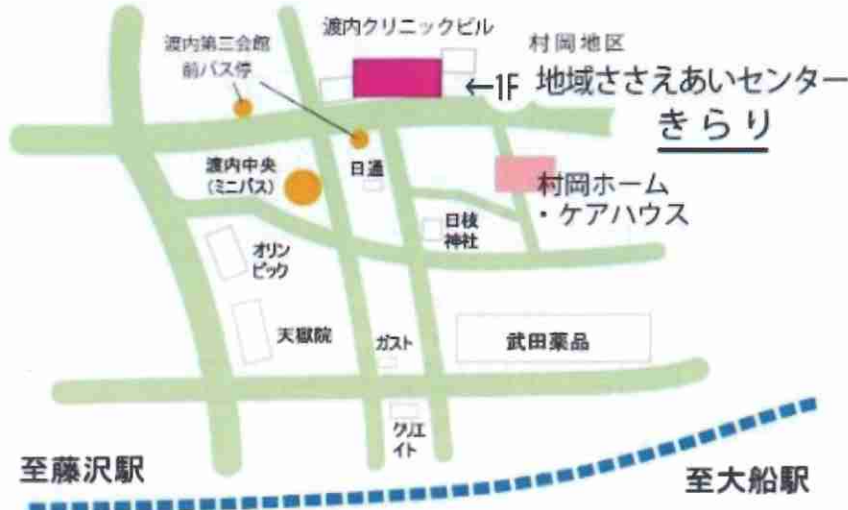 渡内クリニックビル
渡内第三会館
前バス停
村岡地区
←1F 地域ささえあいセンター
きらり
渡内中央
(ミニバス)
日通
村岡ホーム
・ケアハウス
日枝
神社
オリン
ピック
天獄院
ガスト
武田薬品
クリエ
イト
至藤沢駅
至大船駅